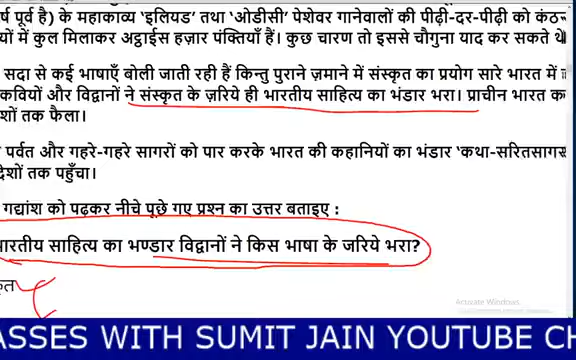 पूर्व है) के महाकाव्य 'इलियड' तथा 'ओडीसी' पेशेवर गानेवालों की पीढ़ी-दर-पीढ़ी को कंठस्थ
में कुल मिलाकर अट्ठाईस हज़ार पंक्तियाँ हैं। कुछ चारण तो इससे चौगुना याद कर सकते थे
सदा से कई भाषाएँ बोली जाती रही हैं किन्तु पुराने ज़माने में संस्कृत का प्रयोग सारे भारत में
कवियों और विद्वानों ने संस्कृत के ज़रिये ही भारतीय साहित्य का भंडार भरा। प्राचीन भारत का
तक फैला।
पर्वत और गहरे-गहरे सागरों को पार करके भारत की कहानियों का भंडार 'कथा-सरितसागर
देशों तक पहुँचा।
गद्यांश को पढ़कर नीचे पूछे गए प्रश्न का उत्तर बताइए :
भारतीय साहित्य का भण्डार विद्वानों ने किस भाषा के जरिये भरा?
Activate Windows
ASSES WITH SUMIT JAIN YOUTUBE CH